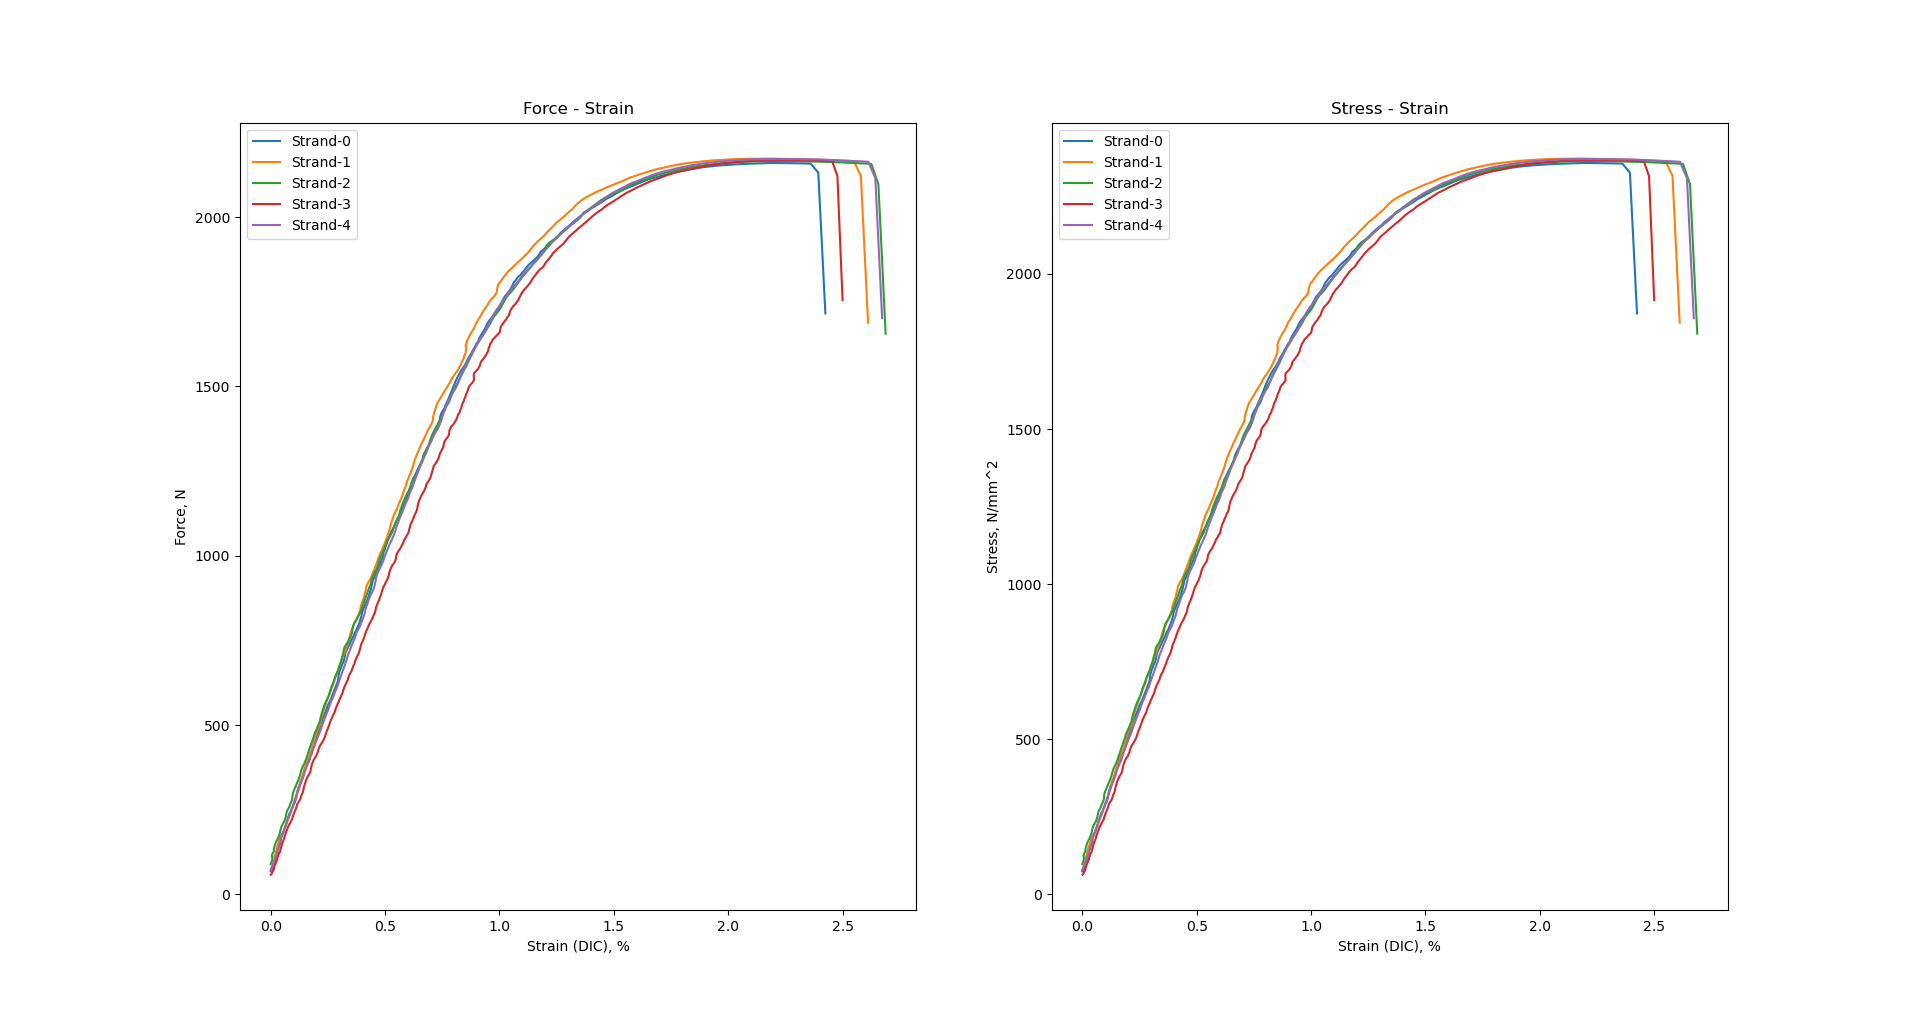 Force - Strain
Strand-0
Strand-1
Strand-2
Strand-3
Strand-4
Force, N
2000
1500
1000
500
0
0.0 0.5 1.0 1.5 2.0 2.5
Strain (DIC), %
Stress - Strain
Strand-0
Strand-1
Strand-2
Strand-3
Strand-4
Stress, N/mm^2
2000
1500
1000
500
0
0.0 0.5 1.0 1.5 2.0 2.5
Strain (DIC), %